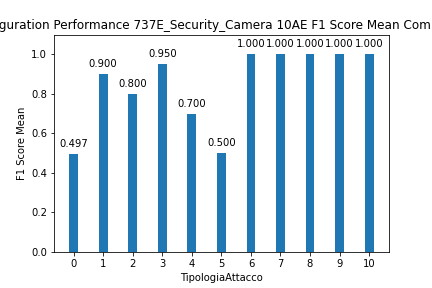 guration Performance 737E_Security_Camera 10AE F1 Score Mean Com
1.000 1.000 1.000 1.000 1.000
0.950
0.900
0.800
0.700
0.497
0.500
1.0
0.8
0.6
0.4
0.2
0.0
F1 Score Mean
0 1 2 3 4 5 6 7 8 9 10
TipologiaAttacco